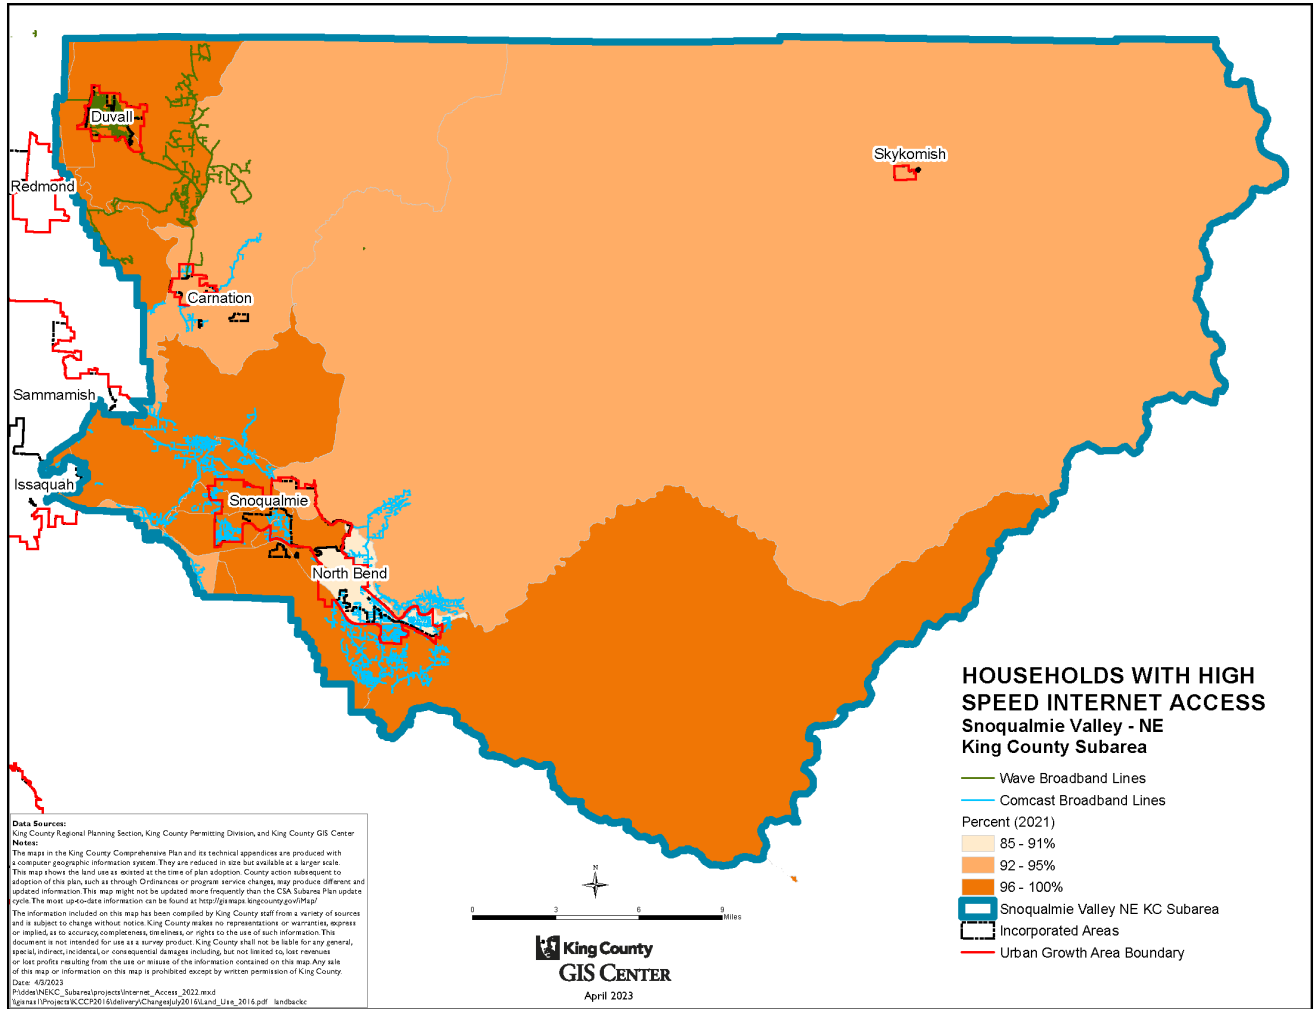 Duvall
Skykomish
Redmond
Carnation
Sammamish
Issaquah
Snoqualmie
North Bend
HOUSEHOLDS WITH HIGH
SPEED INTERNET ACCESS
Snoqualmie Valley - NE
King County Subarea
Wave Broadband Lines
Comcast Broadband Lines
Percent (2021)
85 - 91%
92 - 95%
96 - 100%
Snoqualmie Valley NE KC Subarea
Incorporated Areas
Urban Growth Area Boundary
Data Sources:
King County Regional Planning Section, King County Permitting Division, and King County GIS Center
Notes:
The maps in the King County Comprehensive Plan and its technical appendices are produced with
a computer geographic information system. They are reduced in size but available at a larger scale.
This map shows the land use as existed at the time of plan adoption. County action subsequent to
adoption of this plan, such as through Ordinances or program service changes, may produce different and
updated information. This map might not be updated more frequently than the CSA Subarea Plan update
cycle. The most up-to-date information can be found at http://gismaps.kingcounty.gov/iMap/
The information included on this map has been compiled by King County staff from a variety of sources
and is subject to change without notice. King County makes no representations or warranties, express
or implied, as to accuracy, completeness, timeliness, or rights to the use of such information. This
document is not intended for use as a survey product. King County shall not be liable for any general,
special, indirect, incidental, or consequential damages including, but not limited to, lost revenues
or lost profits resulting from the use or misuse of the information contained on this map. Any sale
of this map or information on this map is prohibited except by written permission of King County.
Date: 4/3/2023
P:\ddes\NEKC_Subarea\projects\Internet_Access_2022.mxd
\\gisnas1\Projects\KCCP2016\delivery\ChangesJuly2016\Land_Use_2016.pdf landbackc
N
0 3 6 9
Miles
King County
GIS CENTER
April 2023